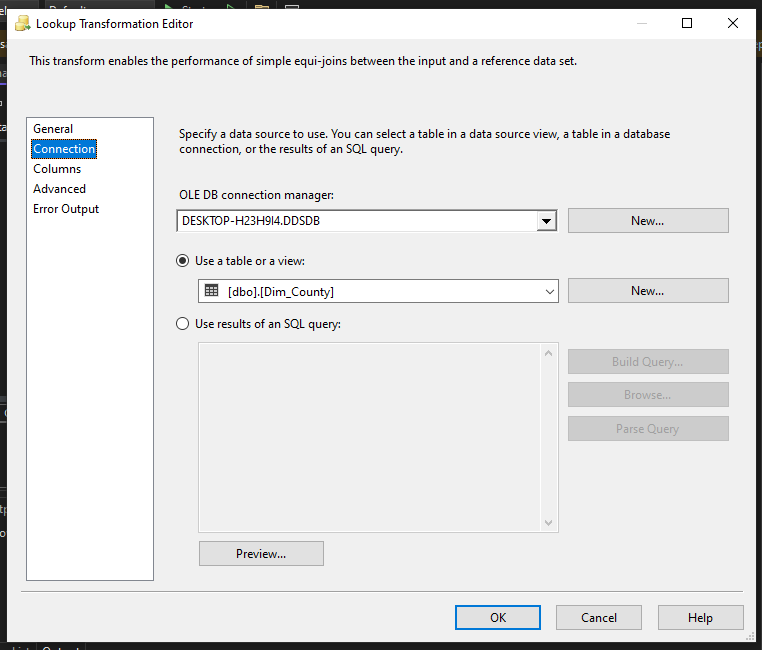 Lookup Transformation Editor
This transform enables the performance of simple equi-joins between the input and a reference data set.
General
Connection
Columns
Advanced
Error Output
Specify a data source to use. You can select a table in a data source view, a table in a database
connection, or the results of an SQL query.
OLE DB connection manager:
DESKTOP-H23H9I4.DDSDB
New...
Use a table or a view:
[dbo].[Dim_County]
New...
Use results of an SQL query:
Build Query...
Browse...
Parse Query
Preview...
OK
Cancel
Help